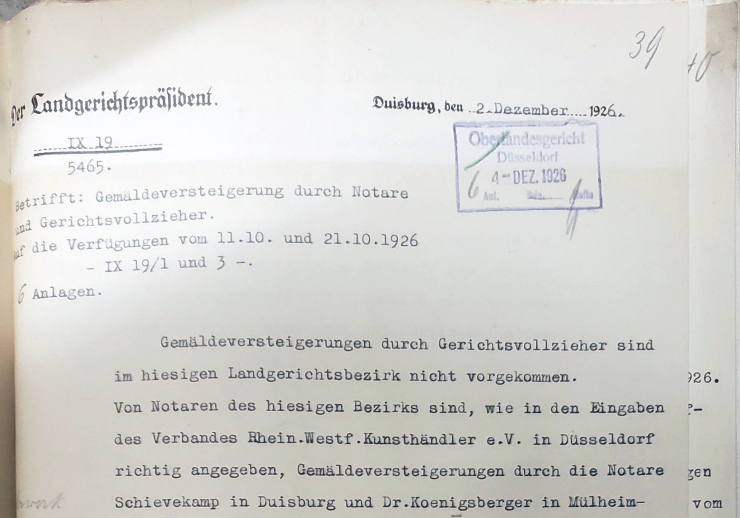 39
40
Der Landgerichtspräsident.
Duisburg, den 2.Dezember 1926.
IX 19
5465.
Oberlandesgericht
Düsseldorf
4-DEZ. 1926
6 Anl.
Betrifft: Gemäldeversteigerung durch Notare
und Gerichtsvollzieher.
Auf die Verfügungen vom 11.10. und 21.10.1926
- IX 19/1 und 3 -.
6 Anlagen.
Gemäldeversteigerungen durch Gerichtsvollzieher sind
im hiesigen Landgerichtsbezirk nicht vorgekommen.
Von Notaren des hiesigen Bezirks sind, wie in den Eingaben
des Verbandes Rhein.Westf.Kunsthändler e.V. in Düsseldorf
richtig angegeben, Gemäldeversteigerungen durch die Notare
Schievekamp in Duisburg und Dr.Koenigsberger in Mülheim-
926.
gen
vom